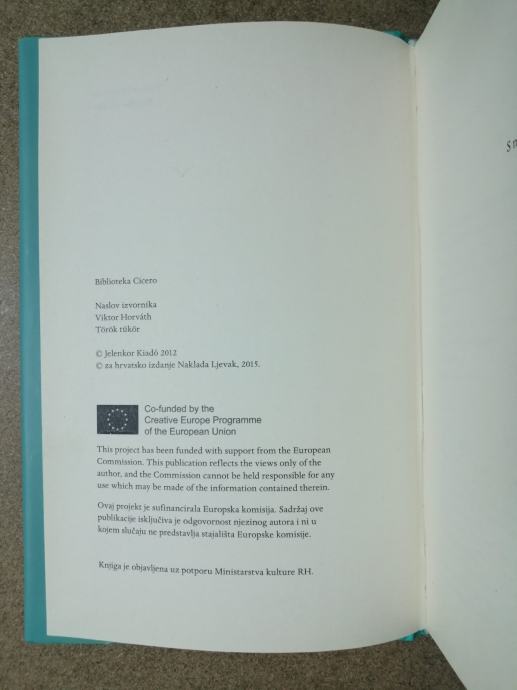 Biblioteka Cicero
Naslov izvornika
Viktor Horváth
Török tükör
© Jelenkor Kiadó 2012
© za hrvatsko izdanje Naklada Ljevak, 2015.
Co-funded by the
Creative Europe Programme
of the European Union
This project has been funded with support from the European
Commission. This publication reflects the views only of the
author, and the Commission cannot be held responsible for any
use which may be made of the information contained therein.
Ovaj projekt je sufinancirala Europska komisija. Sadržaj ove
publikacije isključiva je odgovornost njezinog autora i ni u
kojem slučaju ne predstavlja stajališta Europske komisije.
Knjiga je objavljena uz potporu Ministarstva kulture RH.